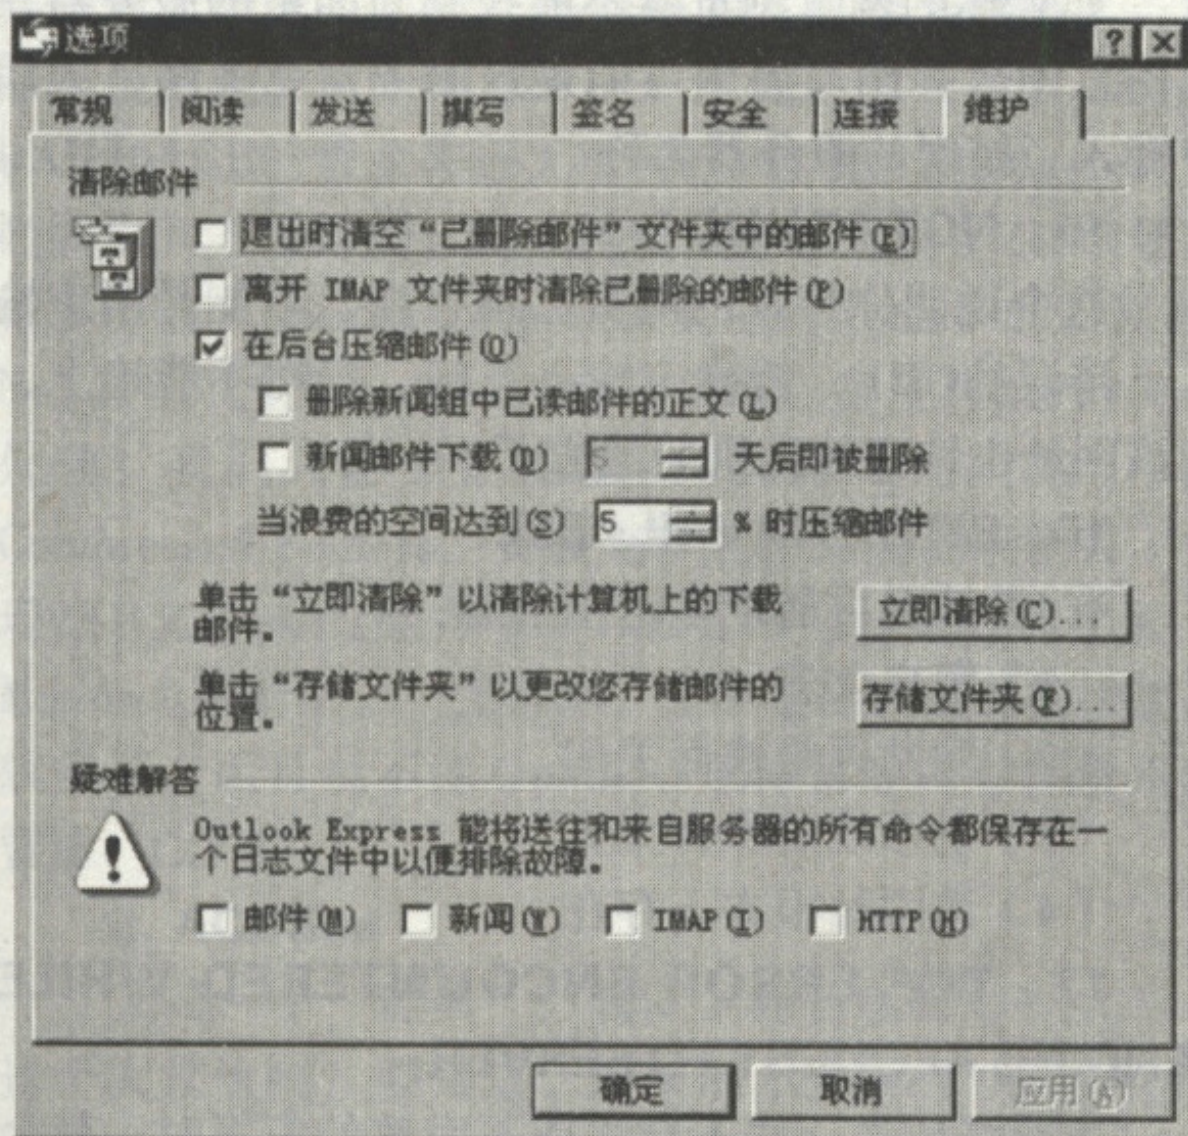 选项
常规 阅读 发送 撰写 签名 安全 连接 维护
清除邮件
退出时清空“已删除邮件”文件夹中的邮件(E)
离开 IMAP 文件夹时清除已删除的邮件(P)
在后台压缩邮件(Q)
删除新闻组中已读邮件的正文(L)
新闻邮件下载(D) 5 天后即被删除
当浪费的空间达到(S) 5 % 时压缩邮件
单击“立即清除”以清除计算机上的下载
邮件。
立即清除(C)...
单击“存储文件夹”以更改您存储邮件的
位置。
存储文件夹(F)...
疑难解答
Outlook Express 能将送往和来自服务器的所有命令都保存在一
个日志文件中以便排除故障。
邮件(M) 新闻(W) IMAP(I) HTTP(H)
确定 取消 应用(A)